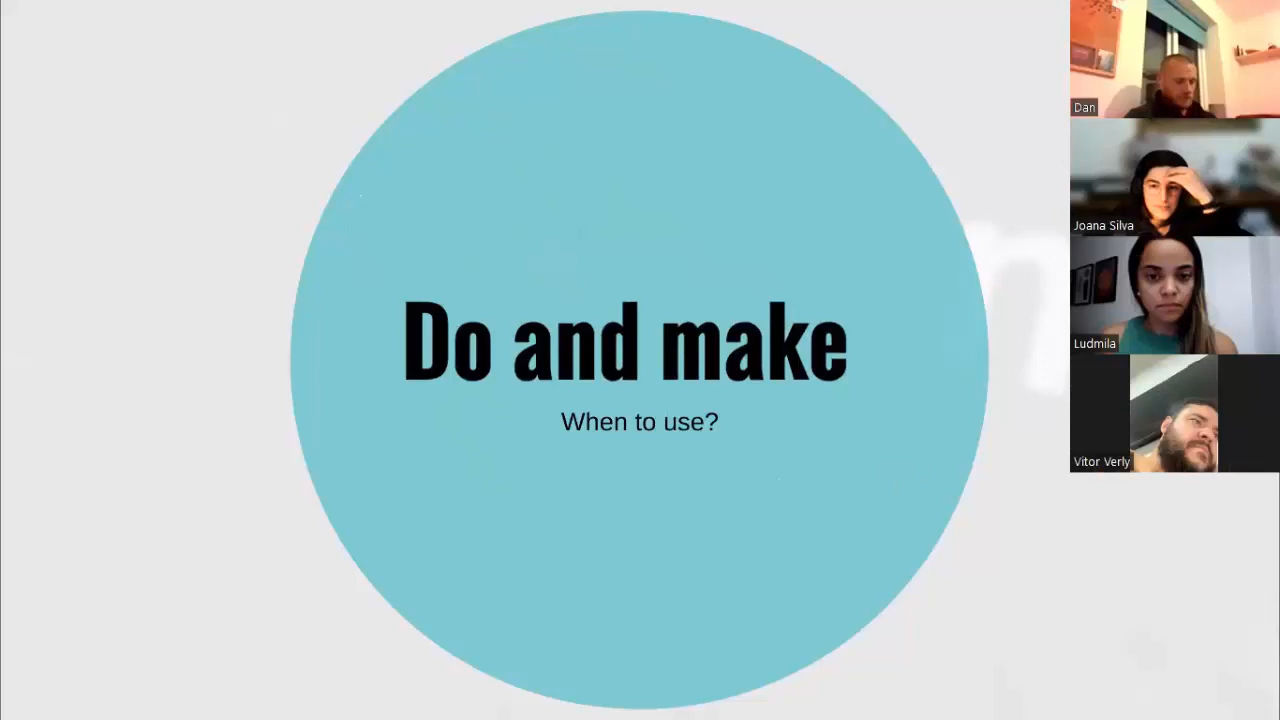 Do and make
When to use?
Dan
Joana Silva
Ludmila
Vitor Verly